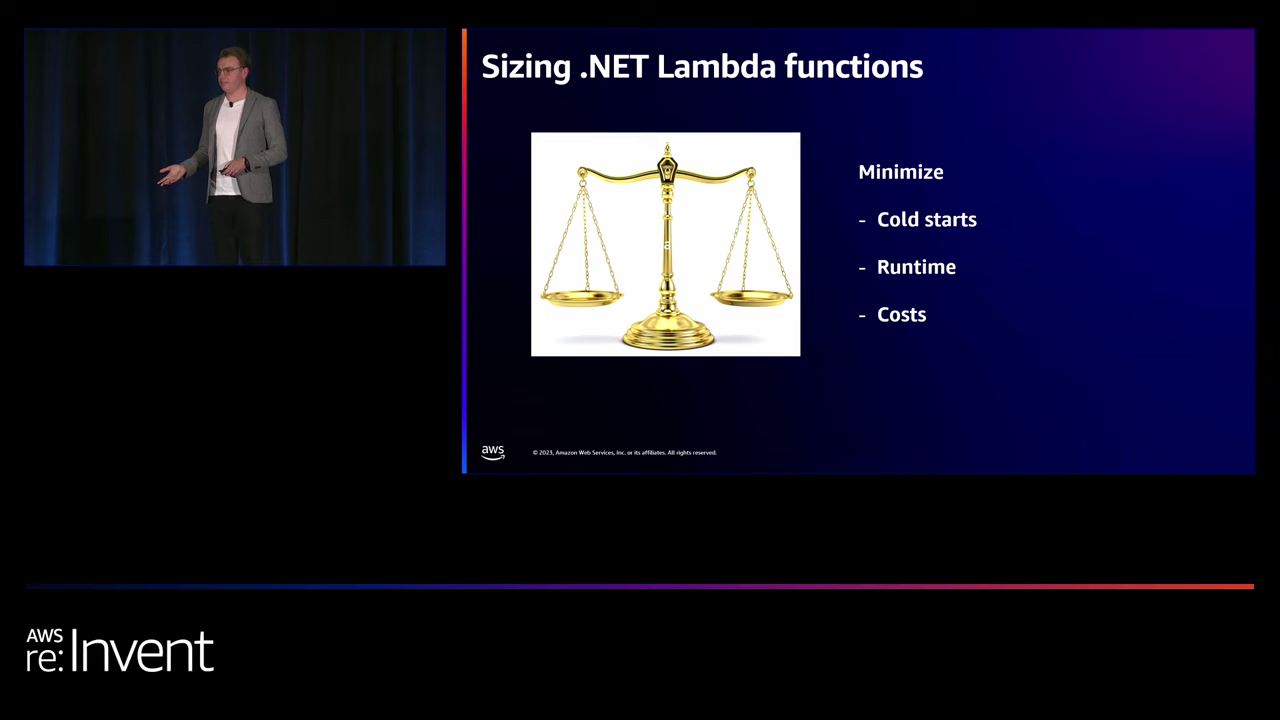 Sizing .NET Lambda functions
a
Minimize
- Cold starts
- Runtime
- Costs
aws
© 2023, Amazon Web Services, Inc. or its affiliates. All rights reserved.
AWS
re:Invent